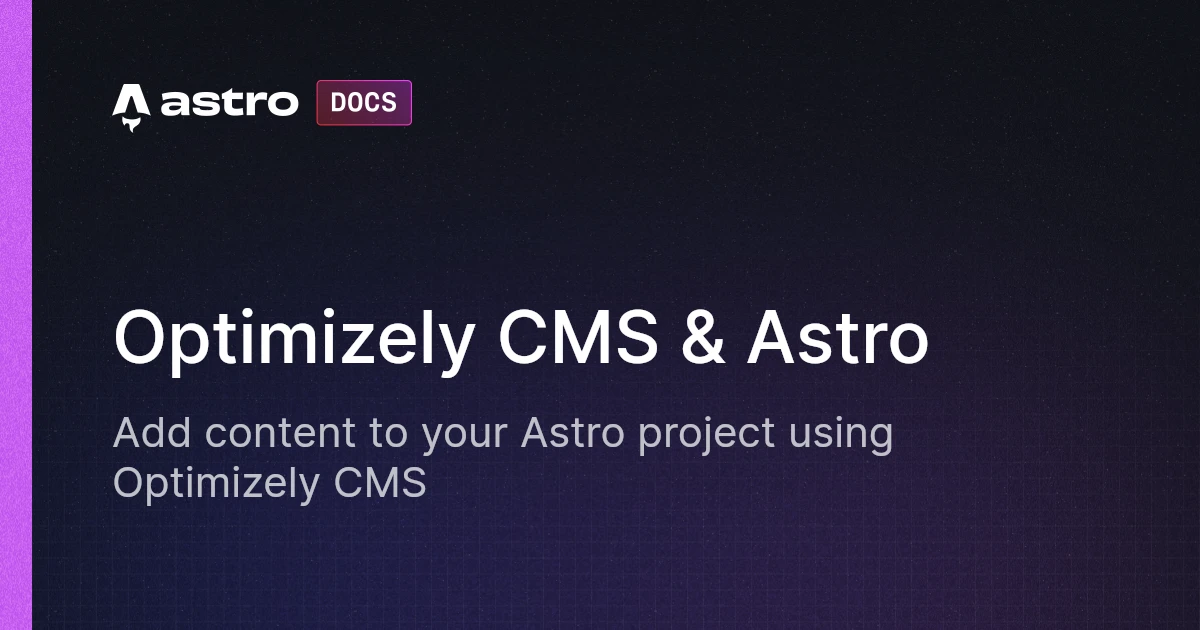 astro DOCS
Optimizely CMS & Astro
Add content to your Astro project using
Optimizely CMS